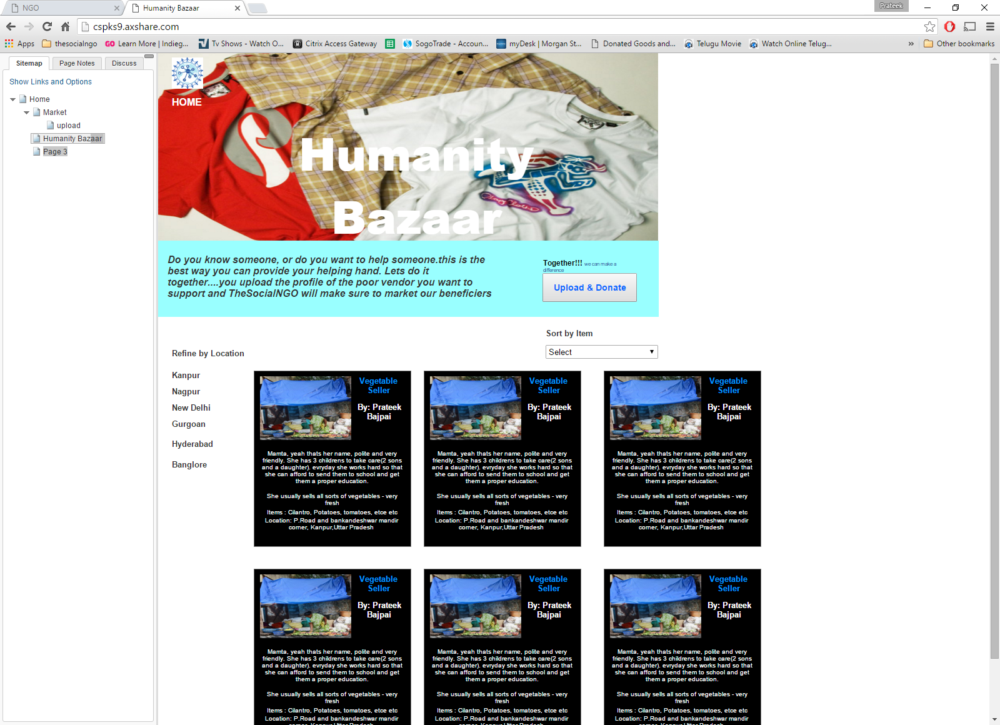 NGO
Humanity Bazaar
Prateek
cspks9.axshare.com
Apps
thesocialngo
GO Learn More | Indieg...
Tv Shows - Watch O...
Citrix Access Gateway
SogoTrade - Accoun...
myDesk | Morgan St...
Donated Goods and...
Telugu Movie
Watch Online Telug...
»
Other bookmarks
Sitemap
Page Notes
Discuss
Show Links and Options
Home
Market
upload
Humanity Bazaar
Page 3
HOME
Humanity
Bazaar
Do you know someone, or do you want to help someone.this is the
best way you can provide your helping hand. Lets do it
together....you upload the profile of the poor vendor you want to
support and TheSocialNGO will make sure to market our beneficiers
Together!!! we can make a
difference
Upload & Donate
Sort by Item
Select
Refine by Location
Kanpur
Nagpur
New Delhi
Gurgoan
Hyderabad
Banglore
Vegetable
Seller
By: Prateek
Bajpai
Mamta, yeah thats her name, polite and very
friendly. She has 3 childrens to take care(2 sons
and a daughter). evryday she works hard so that
she can afford to send them to school and get
them a proper education.
She usually sells all sorts of vegetables - very
fresh
Items : Cilantro, Potatoes, tomatoes, etce etc
Location: P.Road and bankandeshwar mandir
corner, Kanpur,Uttar Pradesh
Vegetable
Seller
By: Prateek
Bajpai
Mamta, yeah thats her name, polite and very
friendly. She has 3 childrens to take care(2 sons
and a daughter). evryday she works hard so that
she can afford to send them to school and get
them a proper education.
She usually sells all sorts of vegetables - very
fresh
Items : Cilantro, Potatoes, tomatoes, etce etc
Location: P.Road and bankandeshwar mandir
corner, Kanpur,Uttar Pradesh
Vegetable
Seller
By: Prateek
Bajpai
Mamta, yeah thats her name, polite and very
friendly. She has 3 childrens to take care(2 sons
and a daughter). evryday she works hard so that
she can afford to send them to school and get
them a proper education.
She usually sells all sorts of vegetables - very
fresh
Items : Cilantro, Potatoes, tomatoes, etce etc
Location: P.Road and bankandeshwar mandir
corner, Kanpur,Uttar Pradesh
Vegetable
Seller
By: Prateek
Bajpai
Mamta, yeah thats her name, polite and very
friendly. She has 3 childrens to take care(2 sons
and a daughter). evryday she works hard so that
she can afford to send them to school and get
them a proper education.
She usually sells all sorts of vegetables - very
fresh
Items : Cilantro, Potatoes, tomatoes, etce etc
Location: P.Road and bankandeshwar mandir
Vegetable
Seller
By: Prateek
Bajpai
Mamta, yeah thats her name, polite and very
friendly. She has 3 childrens to take care(2 sons
and a daughter). evryday she works hard so that
she can afford to send them to school and get
them a proper education.
She usually sells all sorts of vegetables - very
fresh
Items : Cilantro, Potatoes, tomatoes, etce etc
Location: P.Road and bankandeshwar mandir
Vegetable
Seller
By: Prateek
Bajpai
Mamta, yeah thats her name, polite and very
friendly. She has 3 childrens to take care(2 sons
and a daughter). evryday she works hard so that
she can afford to send them to school and get
them a proper education.
She usually sells all sorts of vegetables - very
fresh
Items : Cilantro, Potatoes, tomatoes, etce etc
Location: P.Road and bankandeshwar mandir